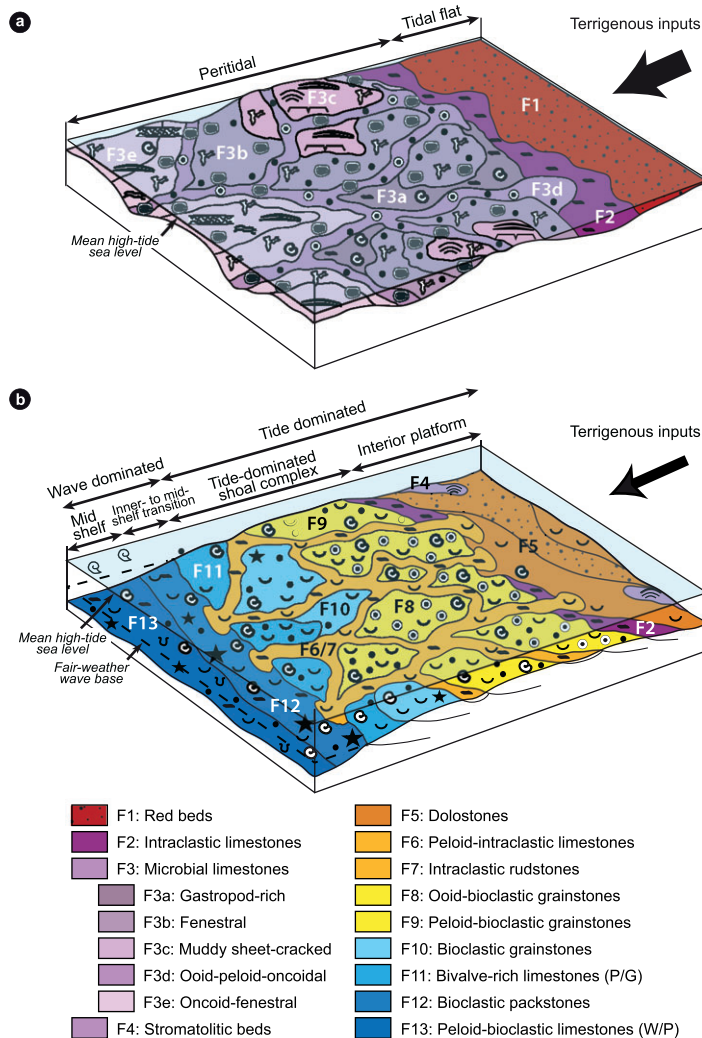 a
Tidal flat
Terrigenous inputs
Peritidal
F1
F3c
F3b
F3e
F3a
F3d
F2
Mean high-tide
sea level
b
Tide dominated
Terrigenous inputs
Wave dominated
Interior platform
Tide-dominated
shoal complex
Inner- to mid-
shelf transition
Mid
shelf
F4
F9
F5
F11
F10
F8
F13
F2
F6/7
Mean high-tide
sea level
Fair-weather
wave base
F12
F1: Red beds
F2: Intraclastic limestones
F3: Microbial limestones
F3a: Gastropod-rich
F3b: Fenestral
F3c: Muddy sheet-cracked
F3d: Ooid-peloid-oncoidal
F3e: Oncoid-fenestral
F4: Stromatolitic beds
F5: Dolostones
F6: Peloid-intraclastic limestones
F7: Intraclastic rudstones
F8: Ooid-bioclastic grainstones
F9: Peloid-bioclastic grainstones
F10: Bioclastic grainstones
F11: Bivalve-rich limestones (P/G)
F12: Bioclastic packstones
F13: Peloid-bioclastic limestones (W/P)